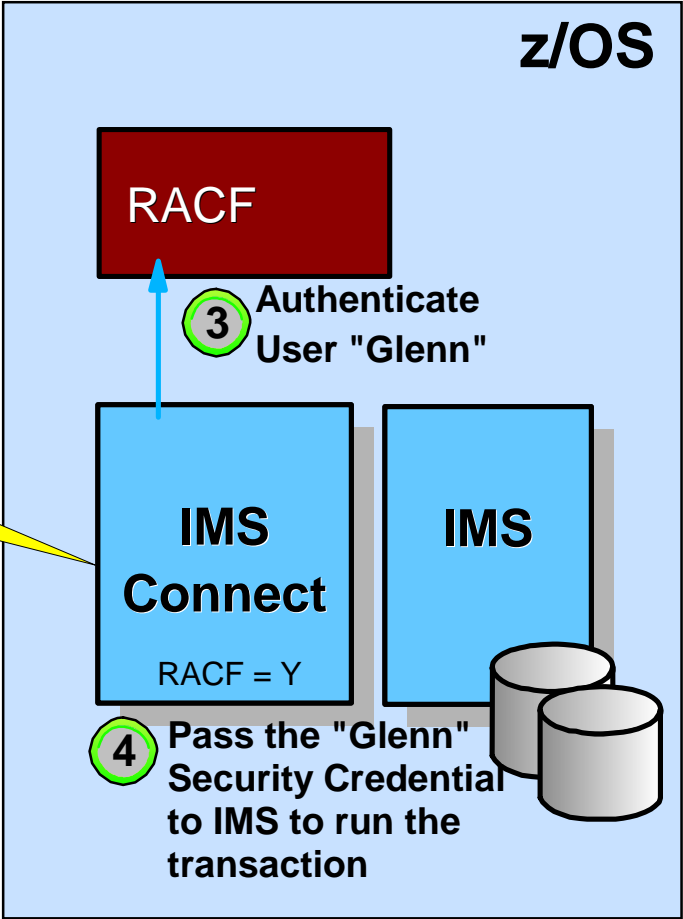 z/OS
RACF
3
Authenticate
User "Glenn"
IMS
Connect
RACF = Y
IMS
4
Pass the "Glenn"
Security Credential
to IMS to run the
transaction